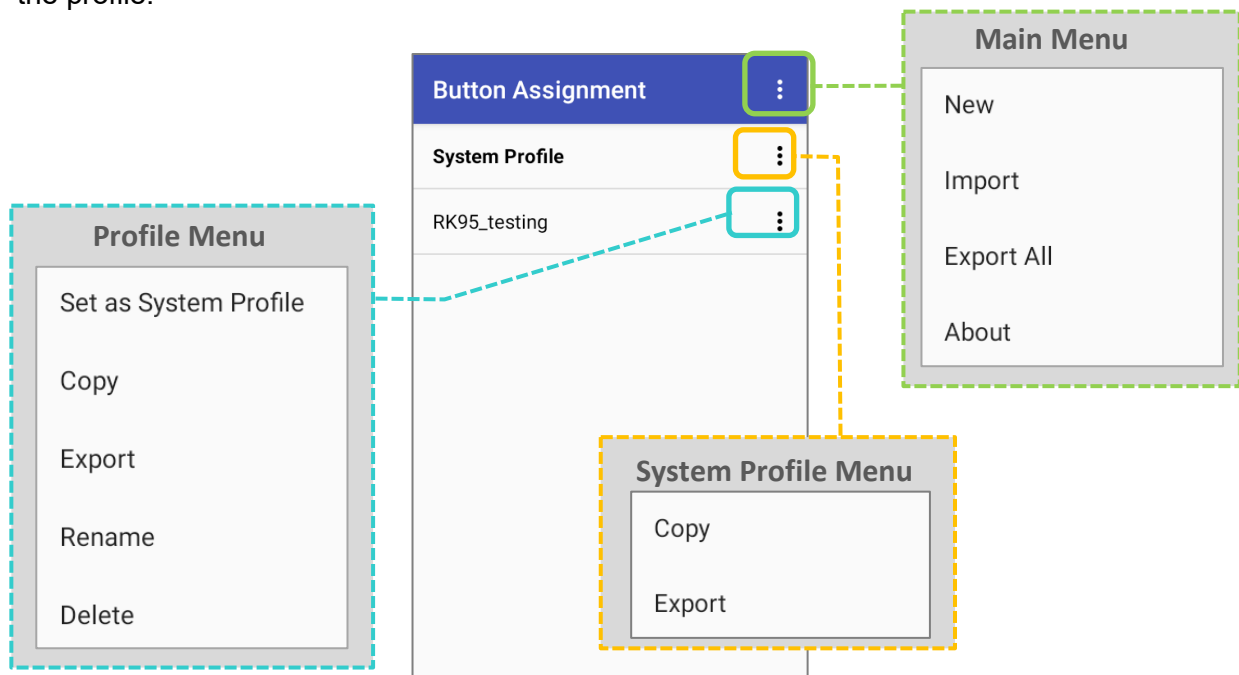 the profile.
Main Menu
New
Import
Export All
About
Button Assignment
System Profile
RK95_testing
Profile Menu
Set as System Profile
Copy
Export
Rename
Delete
System Profile Menu
Copy
Export